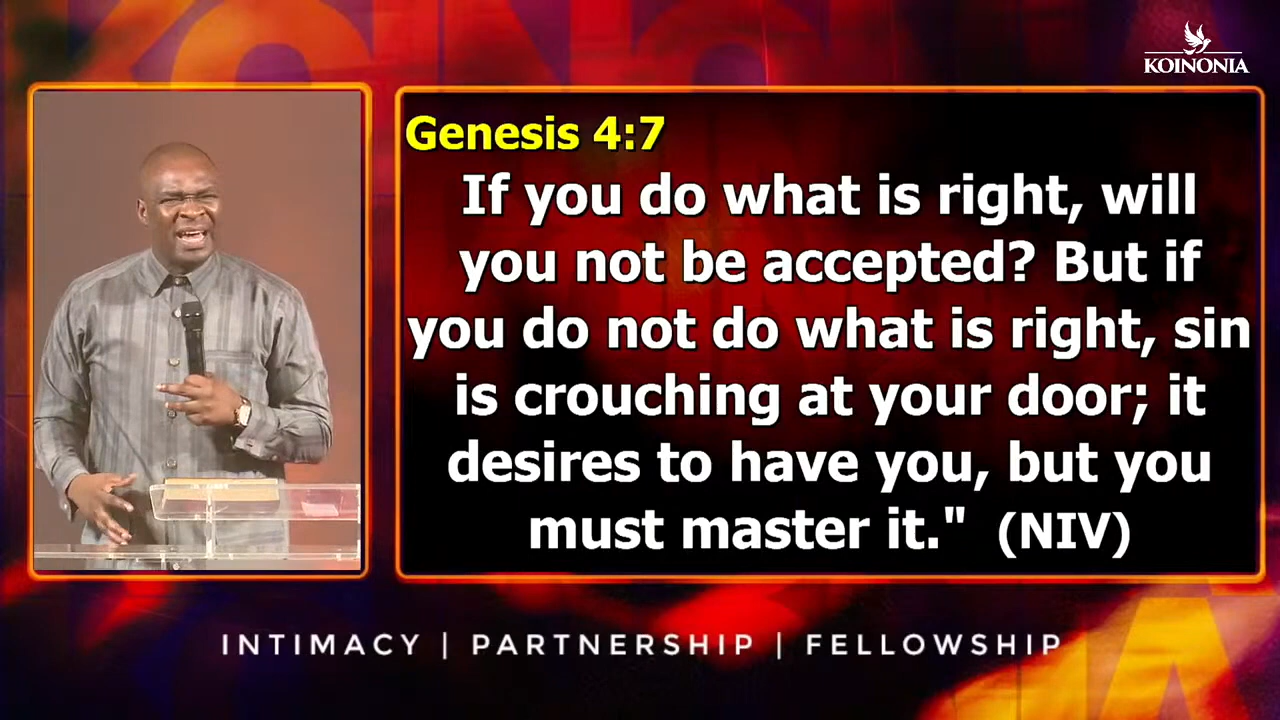 KOINONIA
Genesis 4:7
If you do what is right, will
you not be accepted? But if
you do not do what is right, sin
is crouching at your door; it
desires to have you, but you
must master it." (NIV)
INTIMACY | PARTNERSHIP | FELLOWSHIP